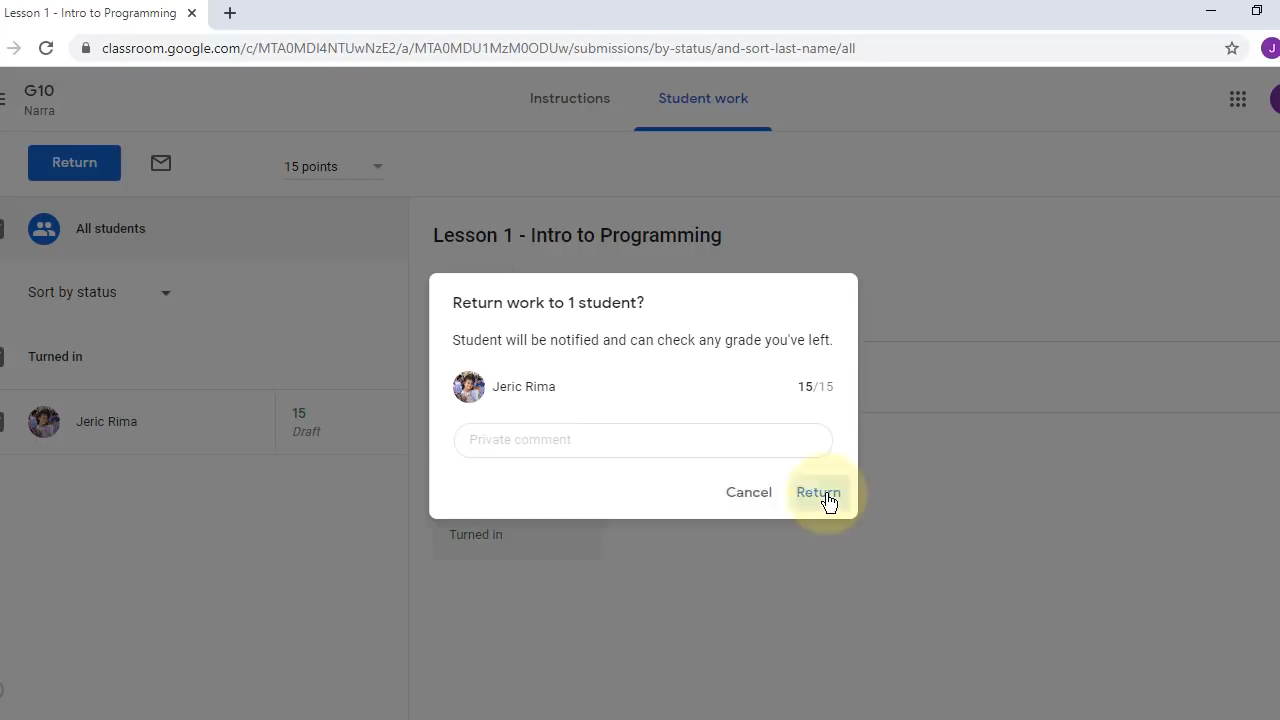 Lesson 1 - Intro to Programming
classroom.google.com/c/MTA0MDI4NTUwNzE2/a/MTA0MDU1MzM0ODUw/submissions/by-status/and-sort-last-name/all
J
G10
Narra
Instructions
Student work
Return
15 points
All students
Lesson 1 - Intro to Programming
Sort by status
Return work to 1 student?
Student will be notified and can check any grade you've left.
Turned in
Jeric Rima
15/15
Jeric Rima
15
Draft
Private comment
Cancel
Return
Turned in